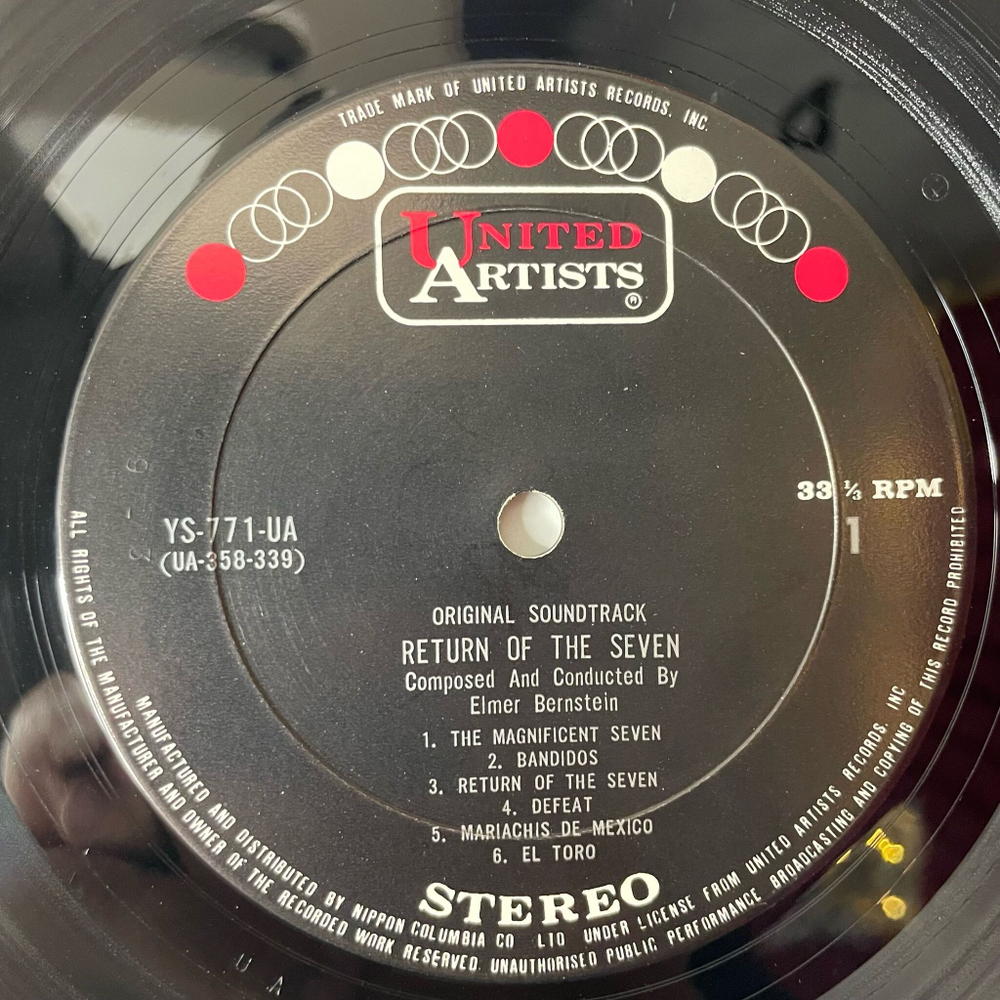 TRADE MARK OF UNITED ARTISTS RECORDS, INC.
UNITED
ARTISTS
®
33 ⅓ RPM
1
YS-771-UA
(UA-358-339)
ORIGINAL SOUNDTRACK
RETURN OF THE SEVEN
Composed And Conducted By
Elmer Bernstein
1. THE MAGNIFICENT SEVEN
2. BANDIDOS
3. RETURN OF THE SEVEN
4. DEFEAT
5. MARIACHIS DE MEXICO
6. EL TORO
STEREO
MANUFACTURED AND DISTRIBUTED BY NIPPON COLUMBIA CO LTD UNDER LICENSE FROM UNITED ARTISTS RECORDS, INC
ALL RIGHTS OF THE MANUFACTURER AND OWNER OF THE RECORDED WORK RESERVED. UNAUTHORISED PUBLIC PERFORMANCE BROADCASTING AND COPYING OF THIS RECORD PROHIBITED
U A